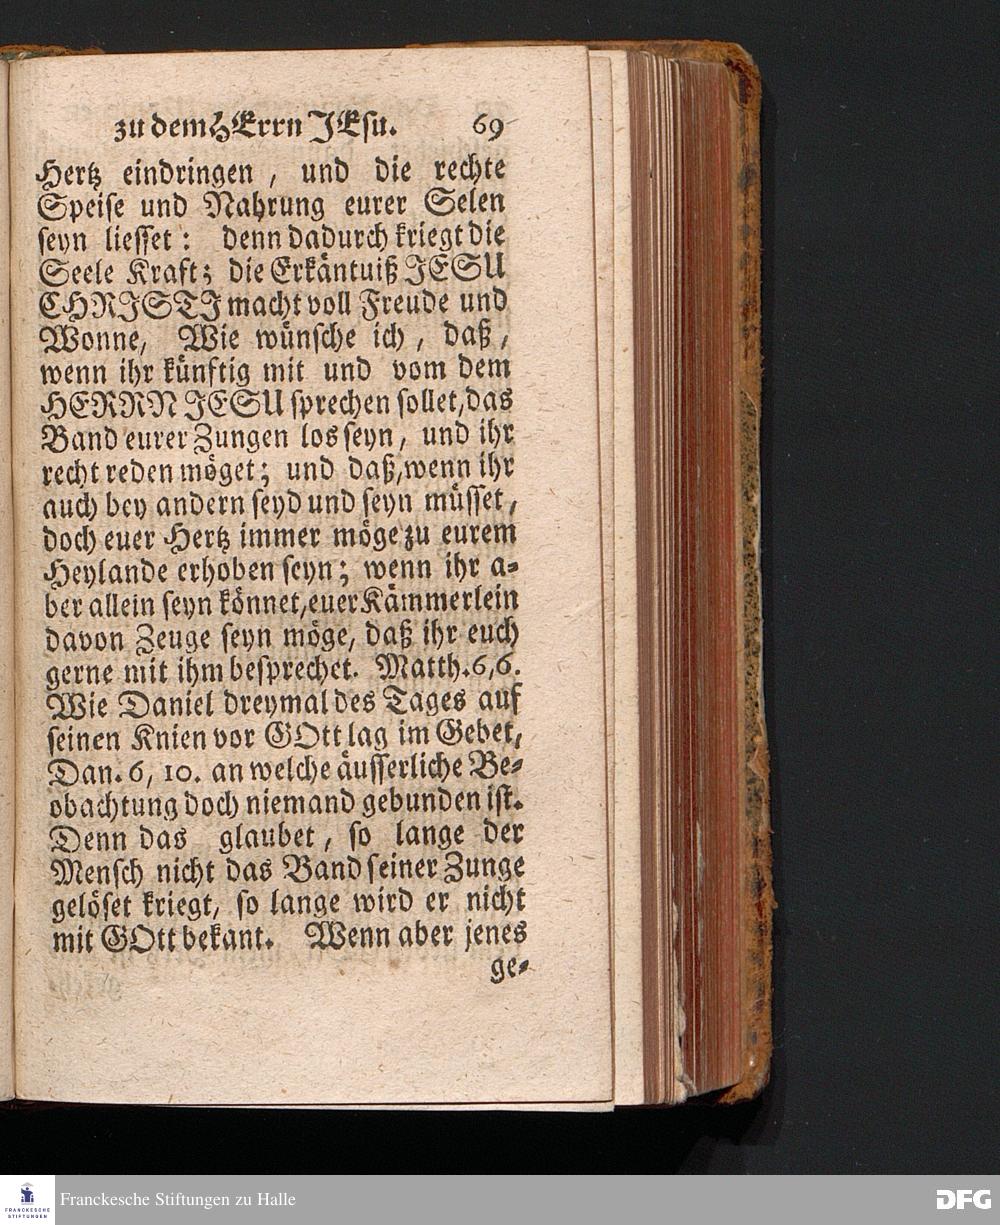 zu dem HErrn JEsu. 69
Hertz eindringen, und die rechte
Speise und Nahrung eurer Selen
seyn liesset: denn dadurch kriegt die
Seele Kraft; die Erkäntuiß JESU
CHRISTI macht voll Freude und
Wonne, Wie wünsche ich, daß,
wenn ihr künftig mit und vom dem
HERRN JESU sprechen sollet, das
Band eurer Zungen los seyn, und ihr
recht reden möget; und daß, wenn ihr
auch bey andern seyd und seyn müsset,
doch euer Hertz immer möge zu eurem
Heylande erhoben seyn; wenn ihr a-
ber allein seyn könnet, euer Kämmerlein
davon Zeuge seyn möge, daß ihr euch
gerne mit ihm besprechet. Matth. 6, 6.
Wie Daniel dreymal des Tages auf
seinen Knien vor GOtt lag im Gebet,
Dan. 6, 10. an welche äusserliche Be-
obachtung doch niemand gebunden ist.
Denn das glaubet, so lange der
Mensch nicht das Band seiner Zunge
gelöset kriegt, so lange wird er nicht
mit GOtt bekant. Wenn aber jenes
ge-
FRANCKESCHE
STIFTUNGEN
Franckesche Stiftungen zu Halle
DFG